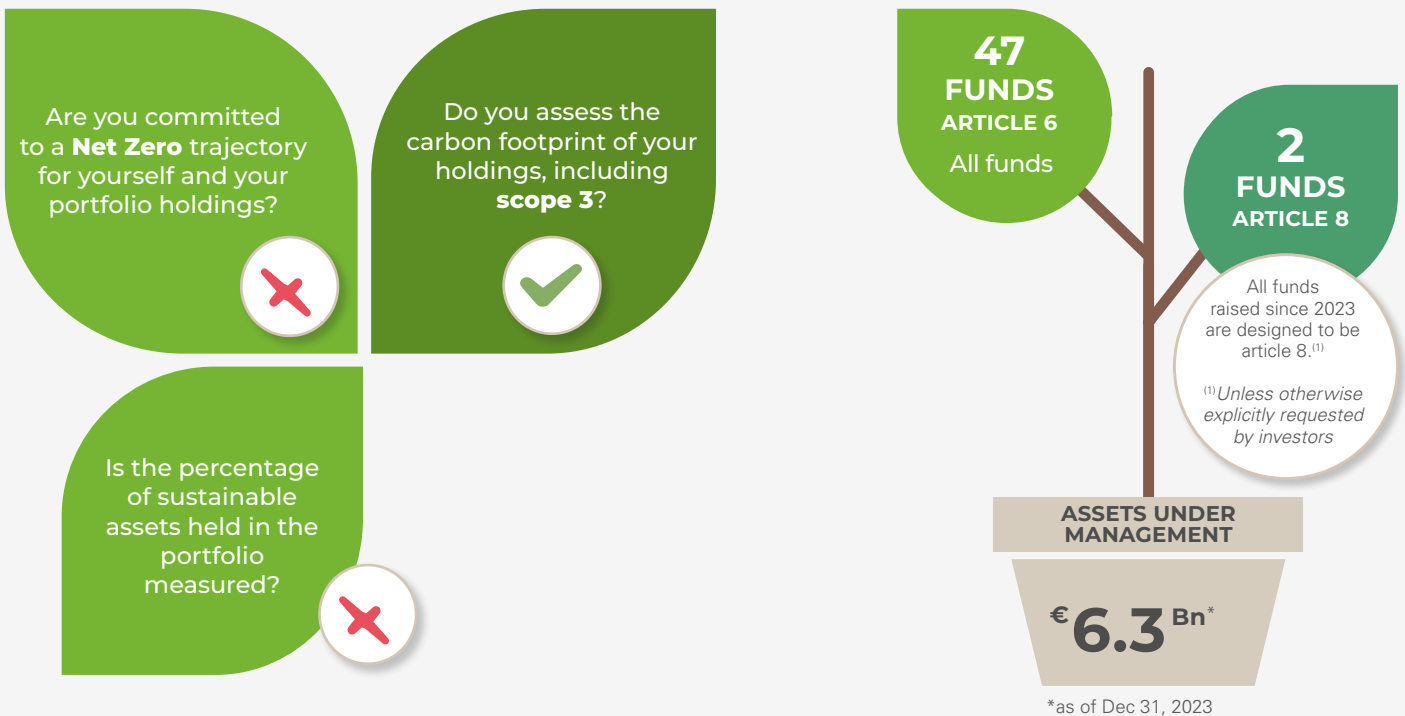 Are you committed
to a Net Zero trajectory
for yourself and your
portfolio holdings?
Do you assess the
carbon footprint of your
holdings, including
scope 3?
Is the percentage
of sustainable
assets held in the
portfolio
measured?
47
FUNDS
ARTICLE 6
All funds
2
FUNDS
ARTICLE 8
All funds
raised since 2023
are designed to be
article 8.(1)
(1)Unless otherwise
explicitly requested
by investors
ASSETS UNDER
MANAGEMENT
€6.3 Bn*
*as of Dec 31, 2023